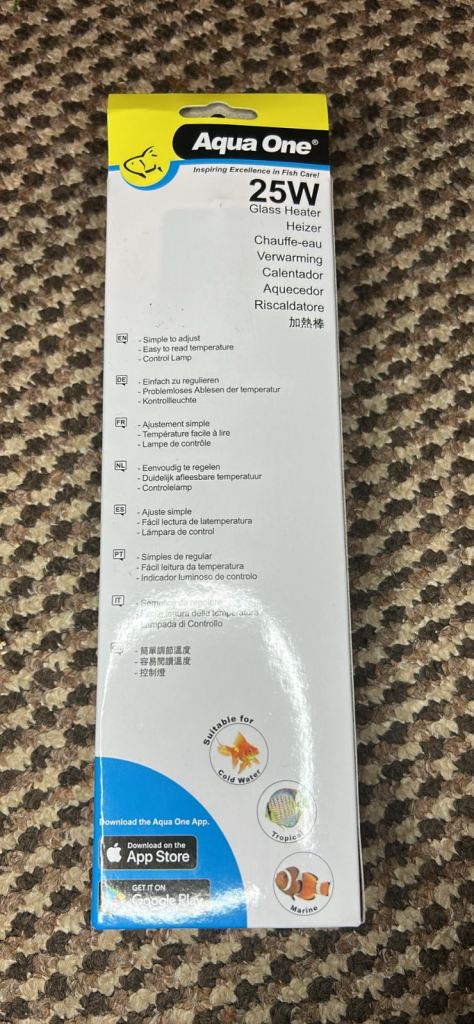 Aqua One®
Inspiring Excellence in Fish Care!
25W
Glass Heater
Heizer
Chauffe-eau
Verwarming
Calentador
Aquecedor
Riscaldatore
加熱棒
EN
- Simple to adjust
- Easy to read temperature
- Control Lamp
DE
- Einfach zu regulieren
- Problemloses Ablesen der temperatur
- Kontrollleuchte
FR
- Ajustement simple
- Température facile à lire
- Lampe de contrôle
NL
- Eenvoudig te regelen
- Duidelijk afleesbare temperatuur
- Controlelamp
ES
- Ajuste simple
- Fácil lectura de latemperatura
- Lámpara de control
PT
- Simples de regular
- Fácil leitura da temperatura
- Indicador luminoso de controlo
IT
- Semplice da regolare
- lettura della temperatura
- Lampada di Controllo
- 簡單調節溫度
- 容易閱讀溫度
- 控制燈
Suitable for
Cold Water
Tropical
Marine
Download the Aqua One App.
Download on the
App Store
GET IT ON
Google Play